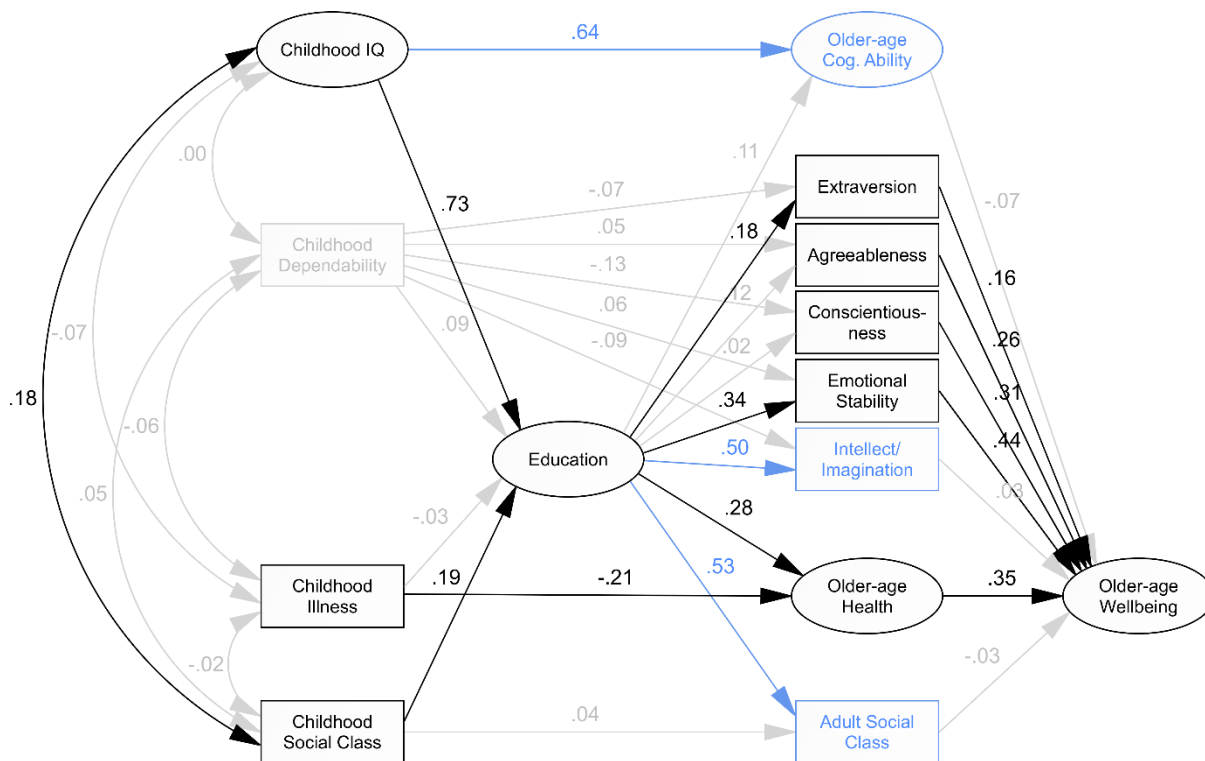 .64
Childhood IQ
Older-age
Cog. Ability
.18
.00
-.07
.73
.11
-.07
.05
-.13
.06
-.09
.09
Childhood
Dependability
.18
.12
.02
.34
.50
Extraversion
Agreeableness
Conscientious-
ness
Emotional
Stability
Intellect/
Imagination
-.07
.16
.26
.31
.44
.03
-.06
.05
Education
-.03
.19
.28
.53
-.21
Childhood
Illness
Older-age
Health
.35
Older-age
Wellbeing
-.02
-.03
Childhood
Social Class
.04
Adult Social
Class